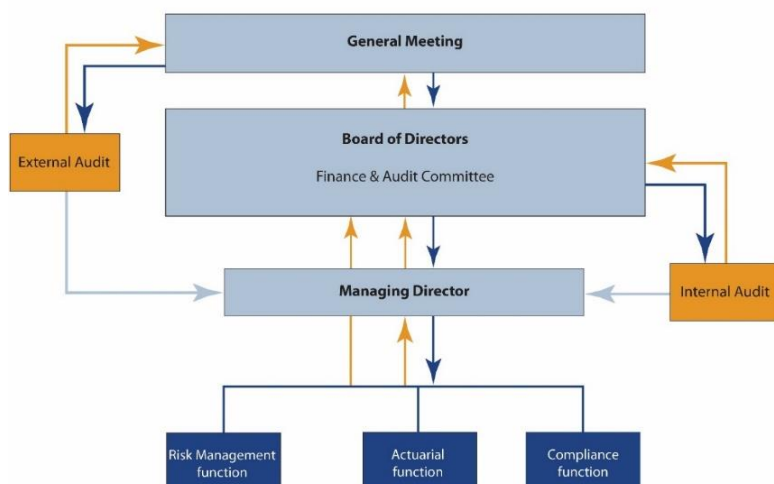 General Meeting
External Audit
Board of Directors
Finance & Audit Committee
Managing Director
Internal Audit
Risk Management
function
Actuarial
function
Compliance
function